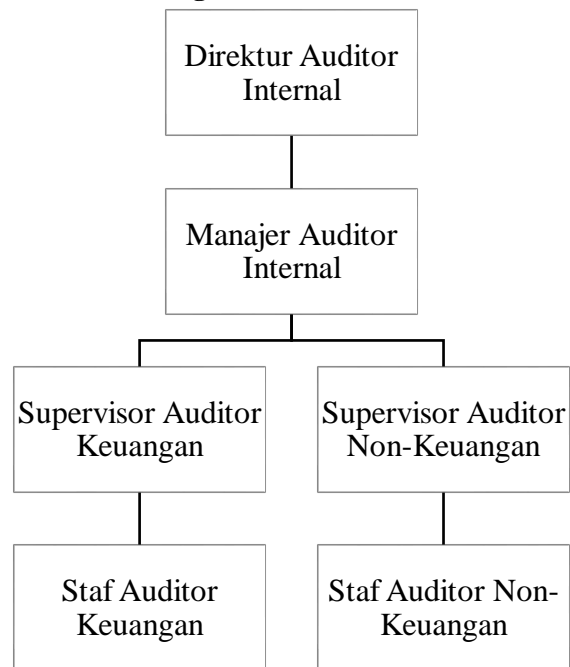 Direktur Auditor
Internal
Manajer Auditor
Internal
Supervisor Auditor
Keuangan
Supervisor Auditor
Non-Keuangan
Staf Auditor
Keuangan
Staf Auditor Non-
Keuangan